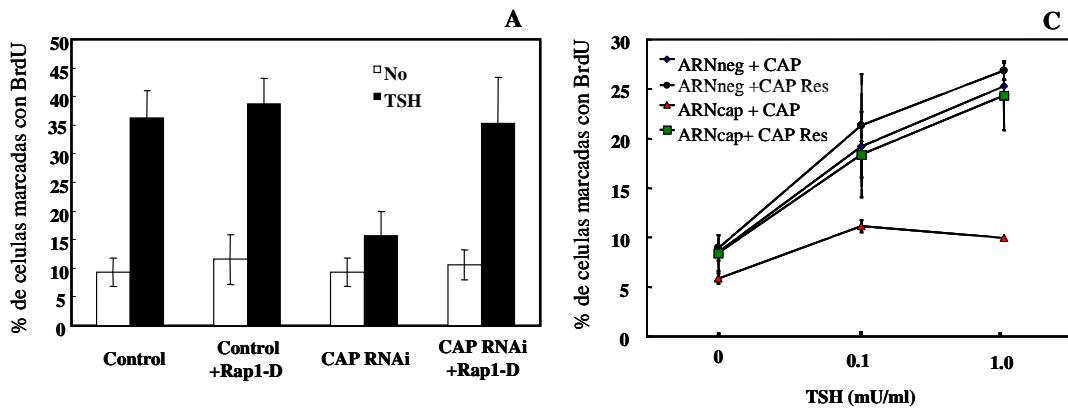 A
% de celulas marcadas con BrdU
50
45
40
35
30
25
20
15
10
5
0
No
TSH
Control
Control
+Rap1-D
CAP RNAi
CAP RNAi
+Rap1-D
C
% de celulas marcadas con BrdU
30
25
20
15
10
5
0
ARNneg + CAP
ARNneg +CAP Res
ARNcap + CAP
ARNcap+ CAP Res
0
0.1
1.0
TSH (mU/ml)